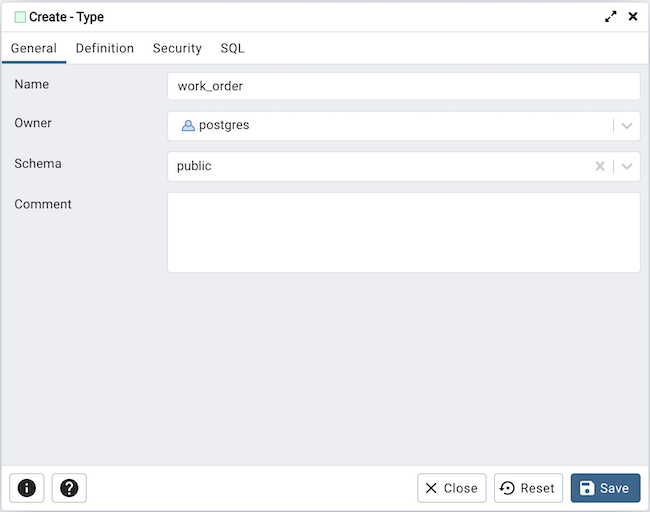 Create - Type
General Definition Security SQL
Name work_order
Owner postgres
Schema public
Comment
Close Reset Save